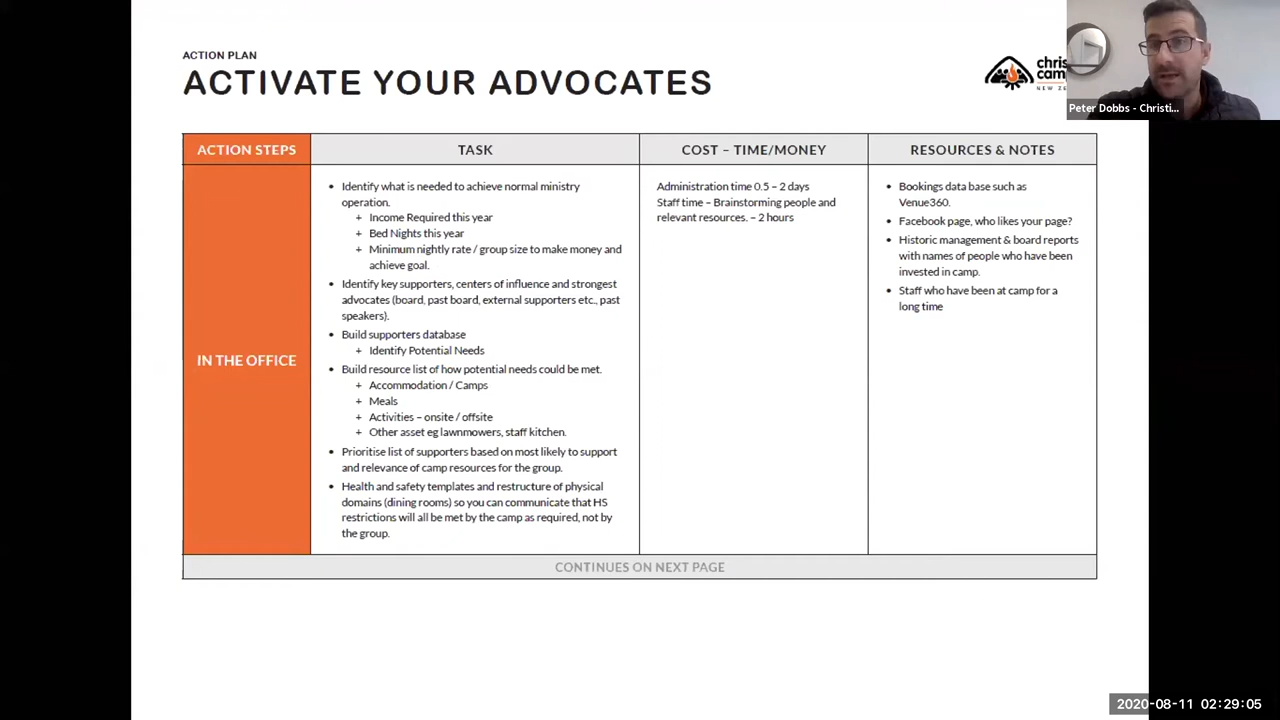 ACTION PLAN
ACTIVATE YOUR ADVOCATES
chris
camp
NEW ZE
Peter Dobbs - Christi...
ACTION STEPS
TASK
COST – TIME/MONEY
RESOURCES & NOTES
IN THE OFFICE
• Identify what is needed to achieve normal ministry
operation.
+ Income Required this year
+ Bed Nights this year
+ Minimum nightly rate / group size to make money and
achieve goal.
• Identify key supporters, centers of influence and strongest
advocates (board, past board, external supporters etc., past
speakers).
• Build supporters database
+ Identify Potential Needs
• Build resource list of how potential needs could be met.
+ Accommodation / Camps
+ Meals
+ Activities – onsite / offsite
+ Other asset eg lawnmowers, staff kitchen.
• Prioritise list of supporters based on most likely to support
and relevance of camp resources for the group.
• Health and safety templates and restructure of physical
domains (dining rooms) so you can communicate that HS
restrictions will all be met by the camp as required, not by
the group.
Administration time 0.5 – 2 days
Staff time – Brainstorming people and
relevant resources. – 2 hours
• Bookings data base such as
Venue360.
• Facebook page, who likes your page?
• Historic management & board reports
with names of people who have been
invested in camp.
• Staff who have been at camp for a
long time
CONTINUES ON NEXT PAGE
2020-08-11 02:29:05